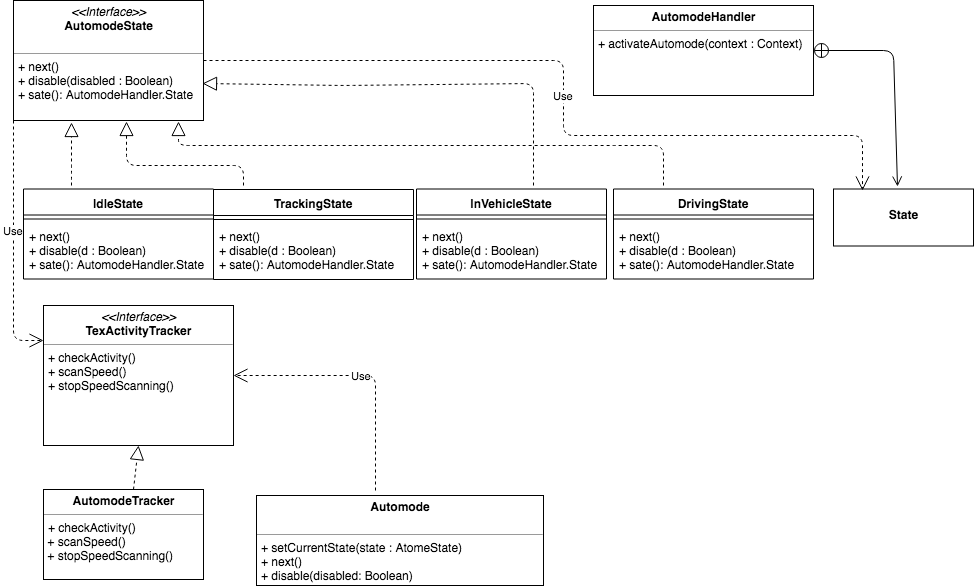 <<Interface>>
AutomodeState
+ next()
+ disable(disabled : Boolean)
+ sate(): AutomodeHandler.State
AutomodeHandler
+ activateAutomode(context : Context)
Use
IdleState
+ next()
+ disable(d : Boolean)
+ sate(): AutomodeHandler.State
TrackingState
+ next()
+ disable(d : Boolean)
+ sate(): AutomodeHandler.State
InVehicleState
+ next()
+ disable(d : Boolean)
+ sate(): AutomodeHandler.State
DrivingState
+ next()
+ disable(d : Boolean)
+ sate(): AutomodeHandler.State
State
Use
<<Interface>>
TexActivityTracker
+ checkActivity()
+ scanSpeed()
+ stopSpeedScanning()
Use
AutomodeTracker
+ checkActivity()
+ scanSpeed()
+ stopSpeedScanning()
Automode
+ setCurrentState(state : AtomeState)
+ next()
+ disable(disabled: Boolean)